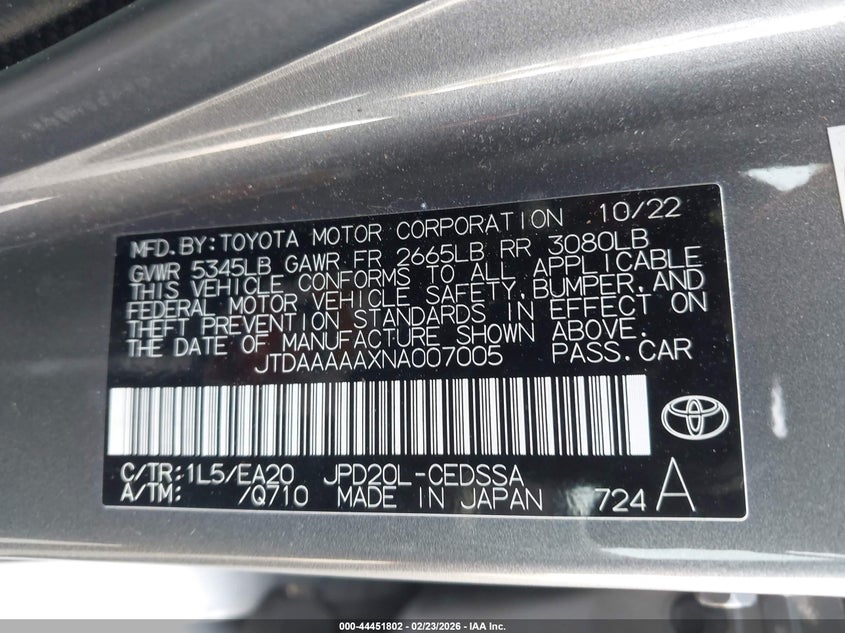 MFD.BY:TOYOTA MOTOR CORPORATION 10/22
GVWR 5345LB GAWR FR 2665LB RR 3080LB
THIS VEHICLE CONFORMS TO ALL APPLICABLE
FEDERAL MOTOR VEHICLE SAFETY,BUMPER,AND
THEFT PREVENTION STANDARDS IN EFFECT ON
THE DATE OF MANUFACTURE SHOWN ABOVE.
JTDAAAAAXNA007005 PASS.CAR
C/TR:1L5/EA20 JPD20L-CEDSSA
A/TM: /Q710 MADE IN JAPAN 724 A
000-44451802 - 02/23/2026 - IAA Inc.